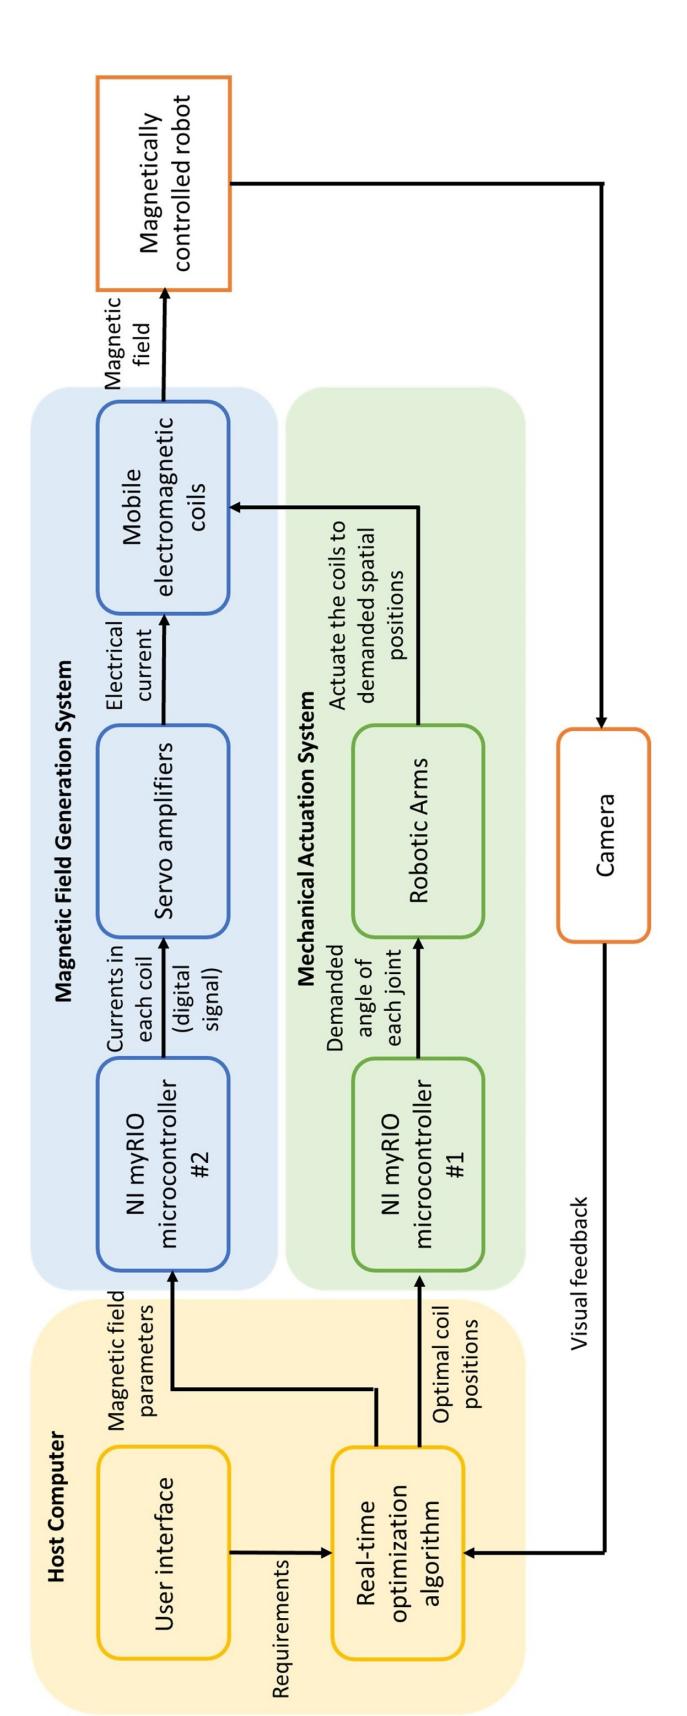 Host Computer
User interface
Requirements
Real-time
optimization
algorithm
Magnetic field
parameters
Optimal coil
positions
Magnetic Field Generation System
NI myRIO
microcontroller
#2
Currents in
each coil
(digital
signal)
Servo amplifiers
Electrical
current
Mobile
electromagnetic
coils
Magnetic
field
Magnetically
controlled robot
Mechanical Actuation System
NI myRIO
microcontroller
#1
Demanded
angle of
each joint
Robotic Arms
Actuate the coils to
demanded spatial
positions
Visual feedback
Camera